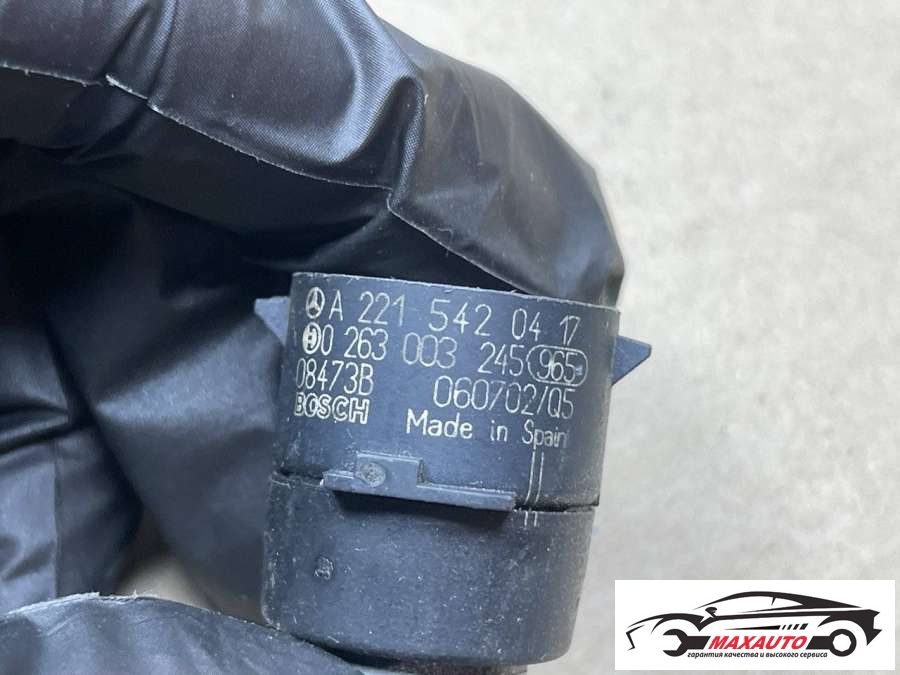 A 221 542 04 17
0 263 003 245 965
08473B 060702/Q5
BOSCH Made in Spain
MAXAUTO
гарантия качества и высокого сервиса